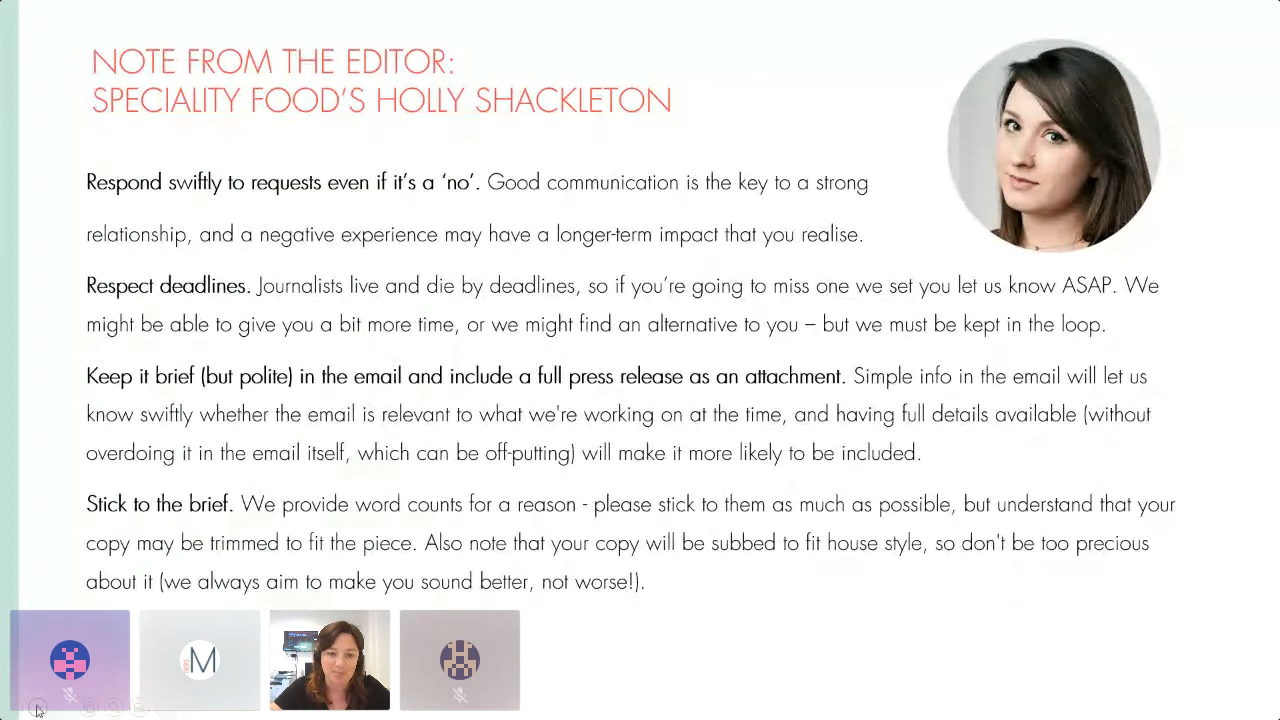 NOTE FROM THE EDITOR:
SPECIALITY FOOD'S HOLLY SHACKLETON
Respond swiftly to requests even if it's a 'no'. Good communication is the key to a strong
relationship, and a negative experience may have a longer-term impact that you realise.
Respect deadlines. Journalists live and die by deadlines, so if you're going to miss one we set you let us know ASAP. We
might be able to give you a bit more time, or we might find an alternative to you – but we must be kept in the loop.
Keep it brief (but polite) in the email and include a full press release as an attachment. Simple info in the email will let us
know swiftly whether the email is relevant to what we're working on at the time, and having full details available (without
overdoing it in the email itself, which can be off-putting) will make it more likely to be included.
Stick to the brief. We provide word counts for a reason - please stick to them as much as possible, but understand that your
copy may be trimmed to fit the piece. Also note that your copy will be subbed to fit house style, so don't be too precious
about it (we always aim to make you sound better, not worse!).
M